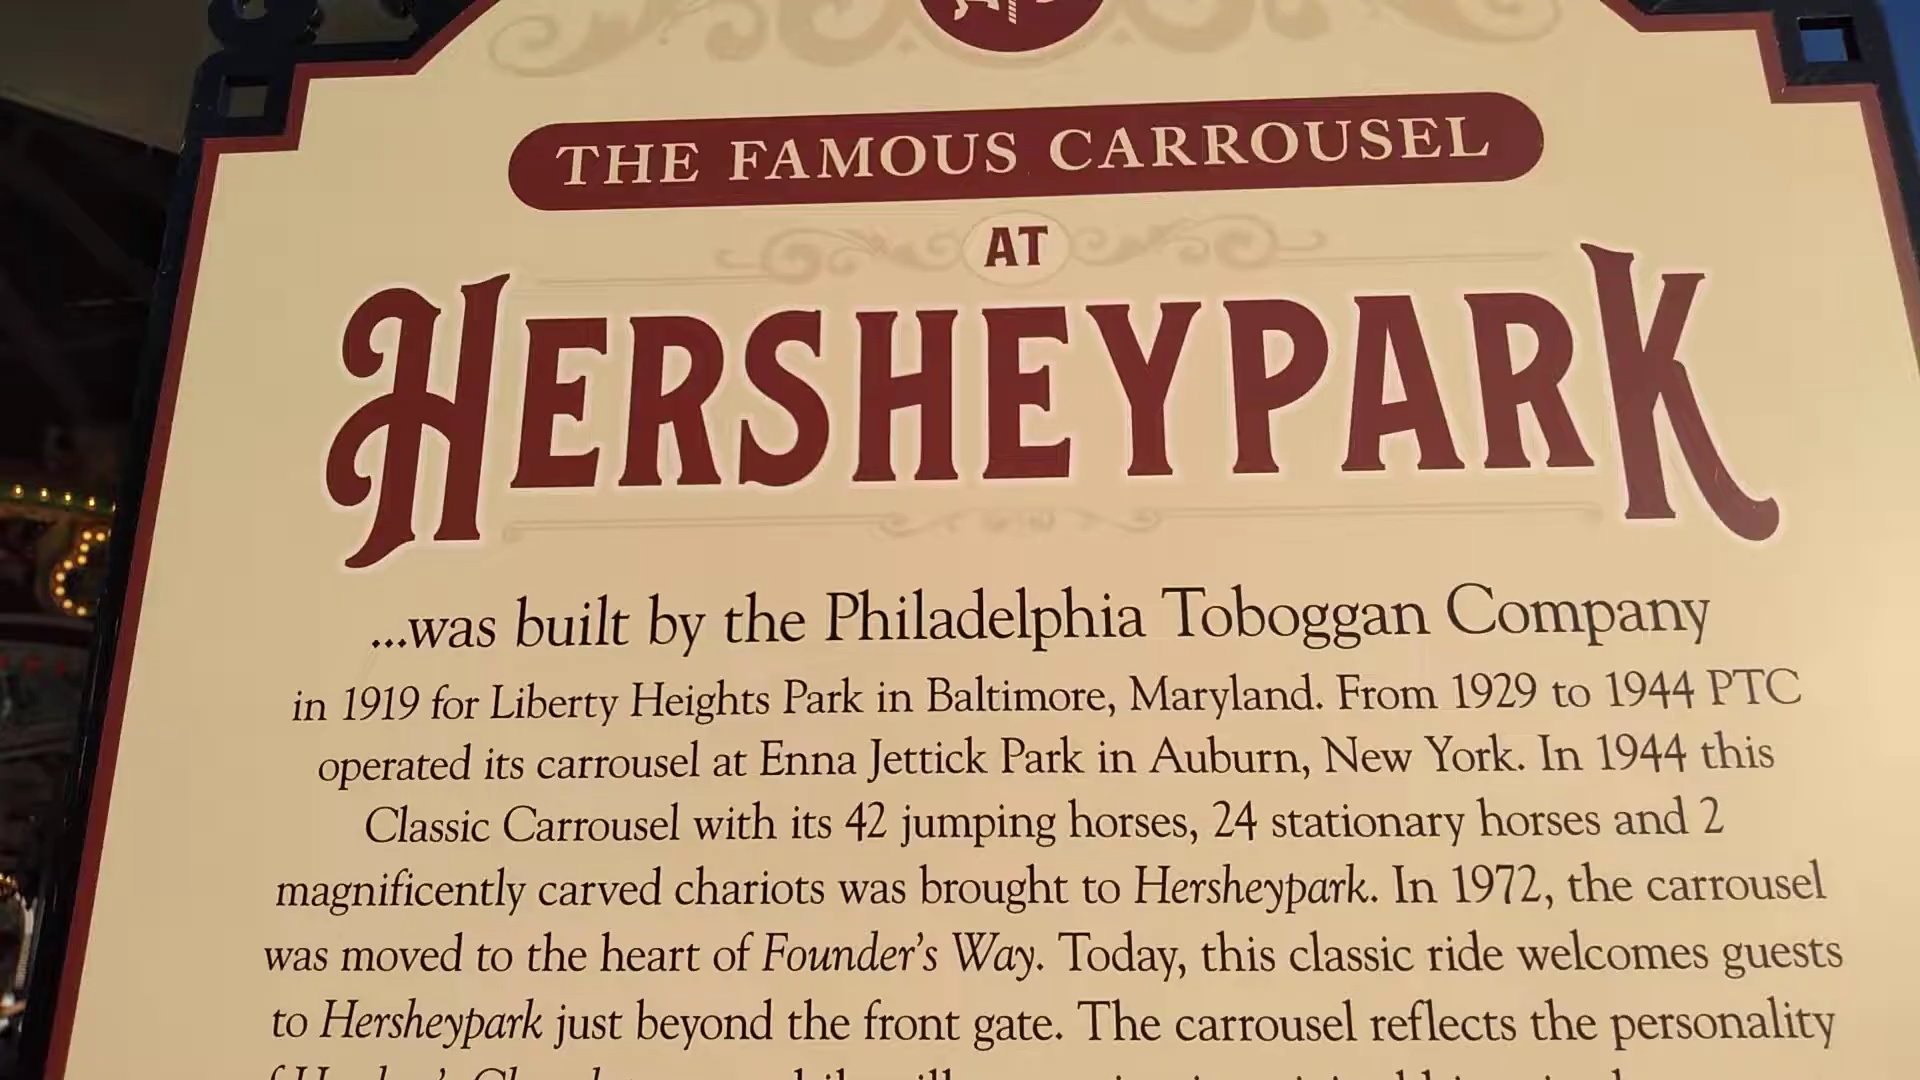 THE FAMOUS CARROUSEL
AT
HERSHEYPARK
...was built by the Philadelphia Toboggan Company
in 1919 for Liberty Heights Park in Baltimore, Maryland. From 1929 to 1944 PTC
operated its carrousel at Enna Jettick Park in Auburn, New York. In 1944 this
Classic Carrousel with its 42 jumping horses, 24 stationary horses and 2
magnificently carved chariots was brought to Hersheypark. In 1972, the carrousel
was moved to the heart of Founder's Way. Today, this classic ride welcomes guests
to Hersheypark just beyond the front gate. The carrousel reflects the personality